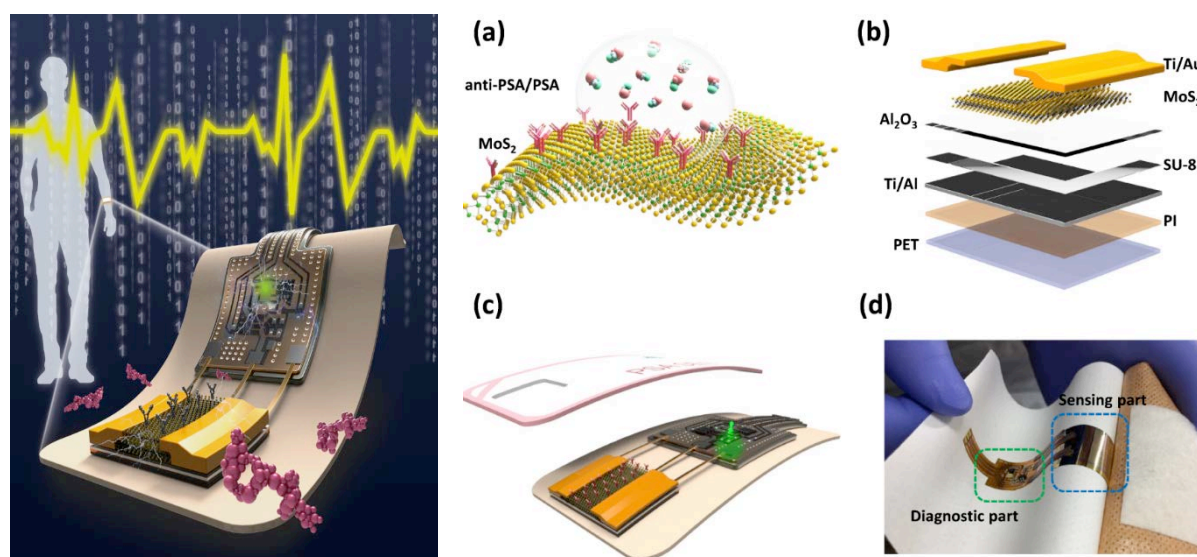 (a)
anti-PSA/PSA
MoS₂
(b)
Ti/Au
MoS₂
Al₂O₃
SU-8
Ti/Al
PI
PET
(c)
(d)
Sensing part
Diagnostic part